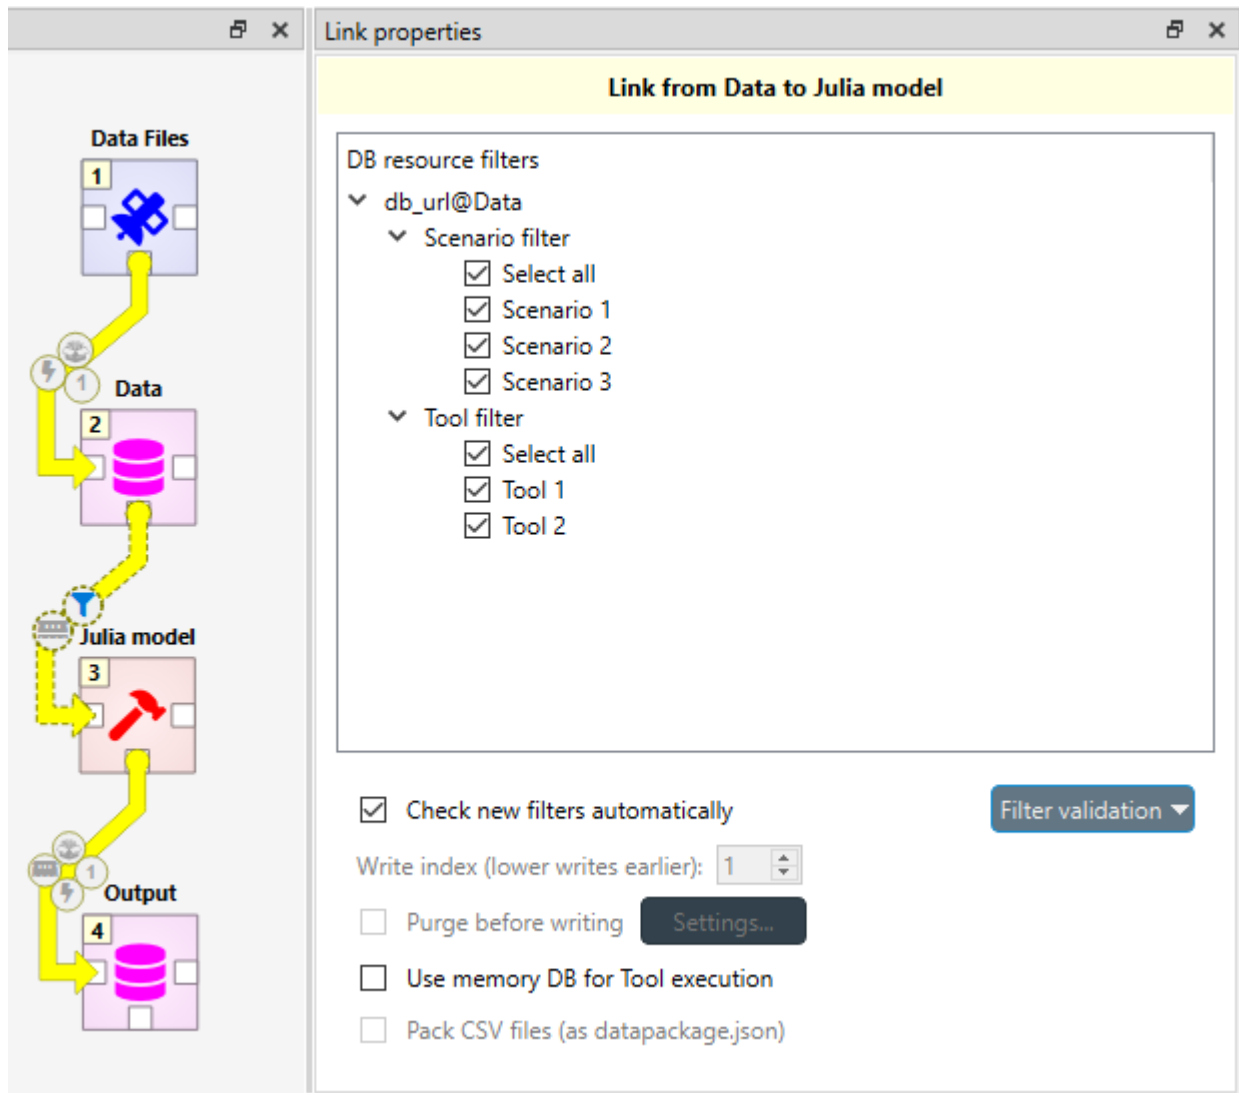 Link properties
Link from Data to Julia model
Data Files
1
1
Data
2
Julia model
3
1
Output
4
DB resource filters
db_url@Data
Scenario filter
Select all
Scenario 1
Scenario 2
Scenario 3
Tool filter
Select all
Tool 1
Tool 2
Check new filters automatically
Filter validation
Write index (lower writes earlier): 1
Purge before writing Settings...
Use memory DB for Tool execution
Pack CSV files (as datapackage.json)